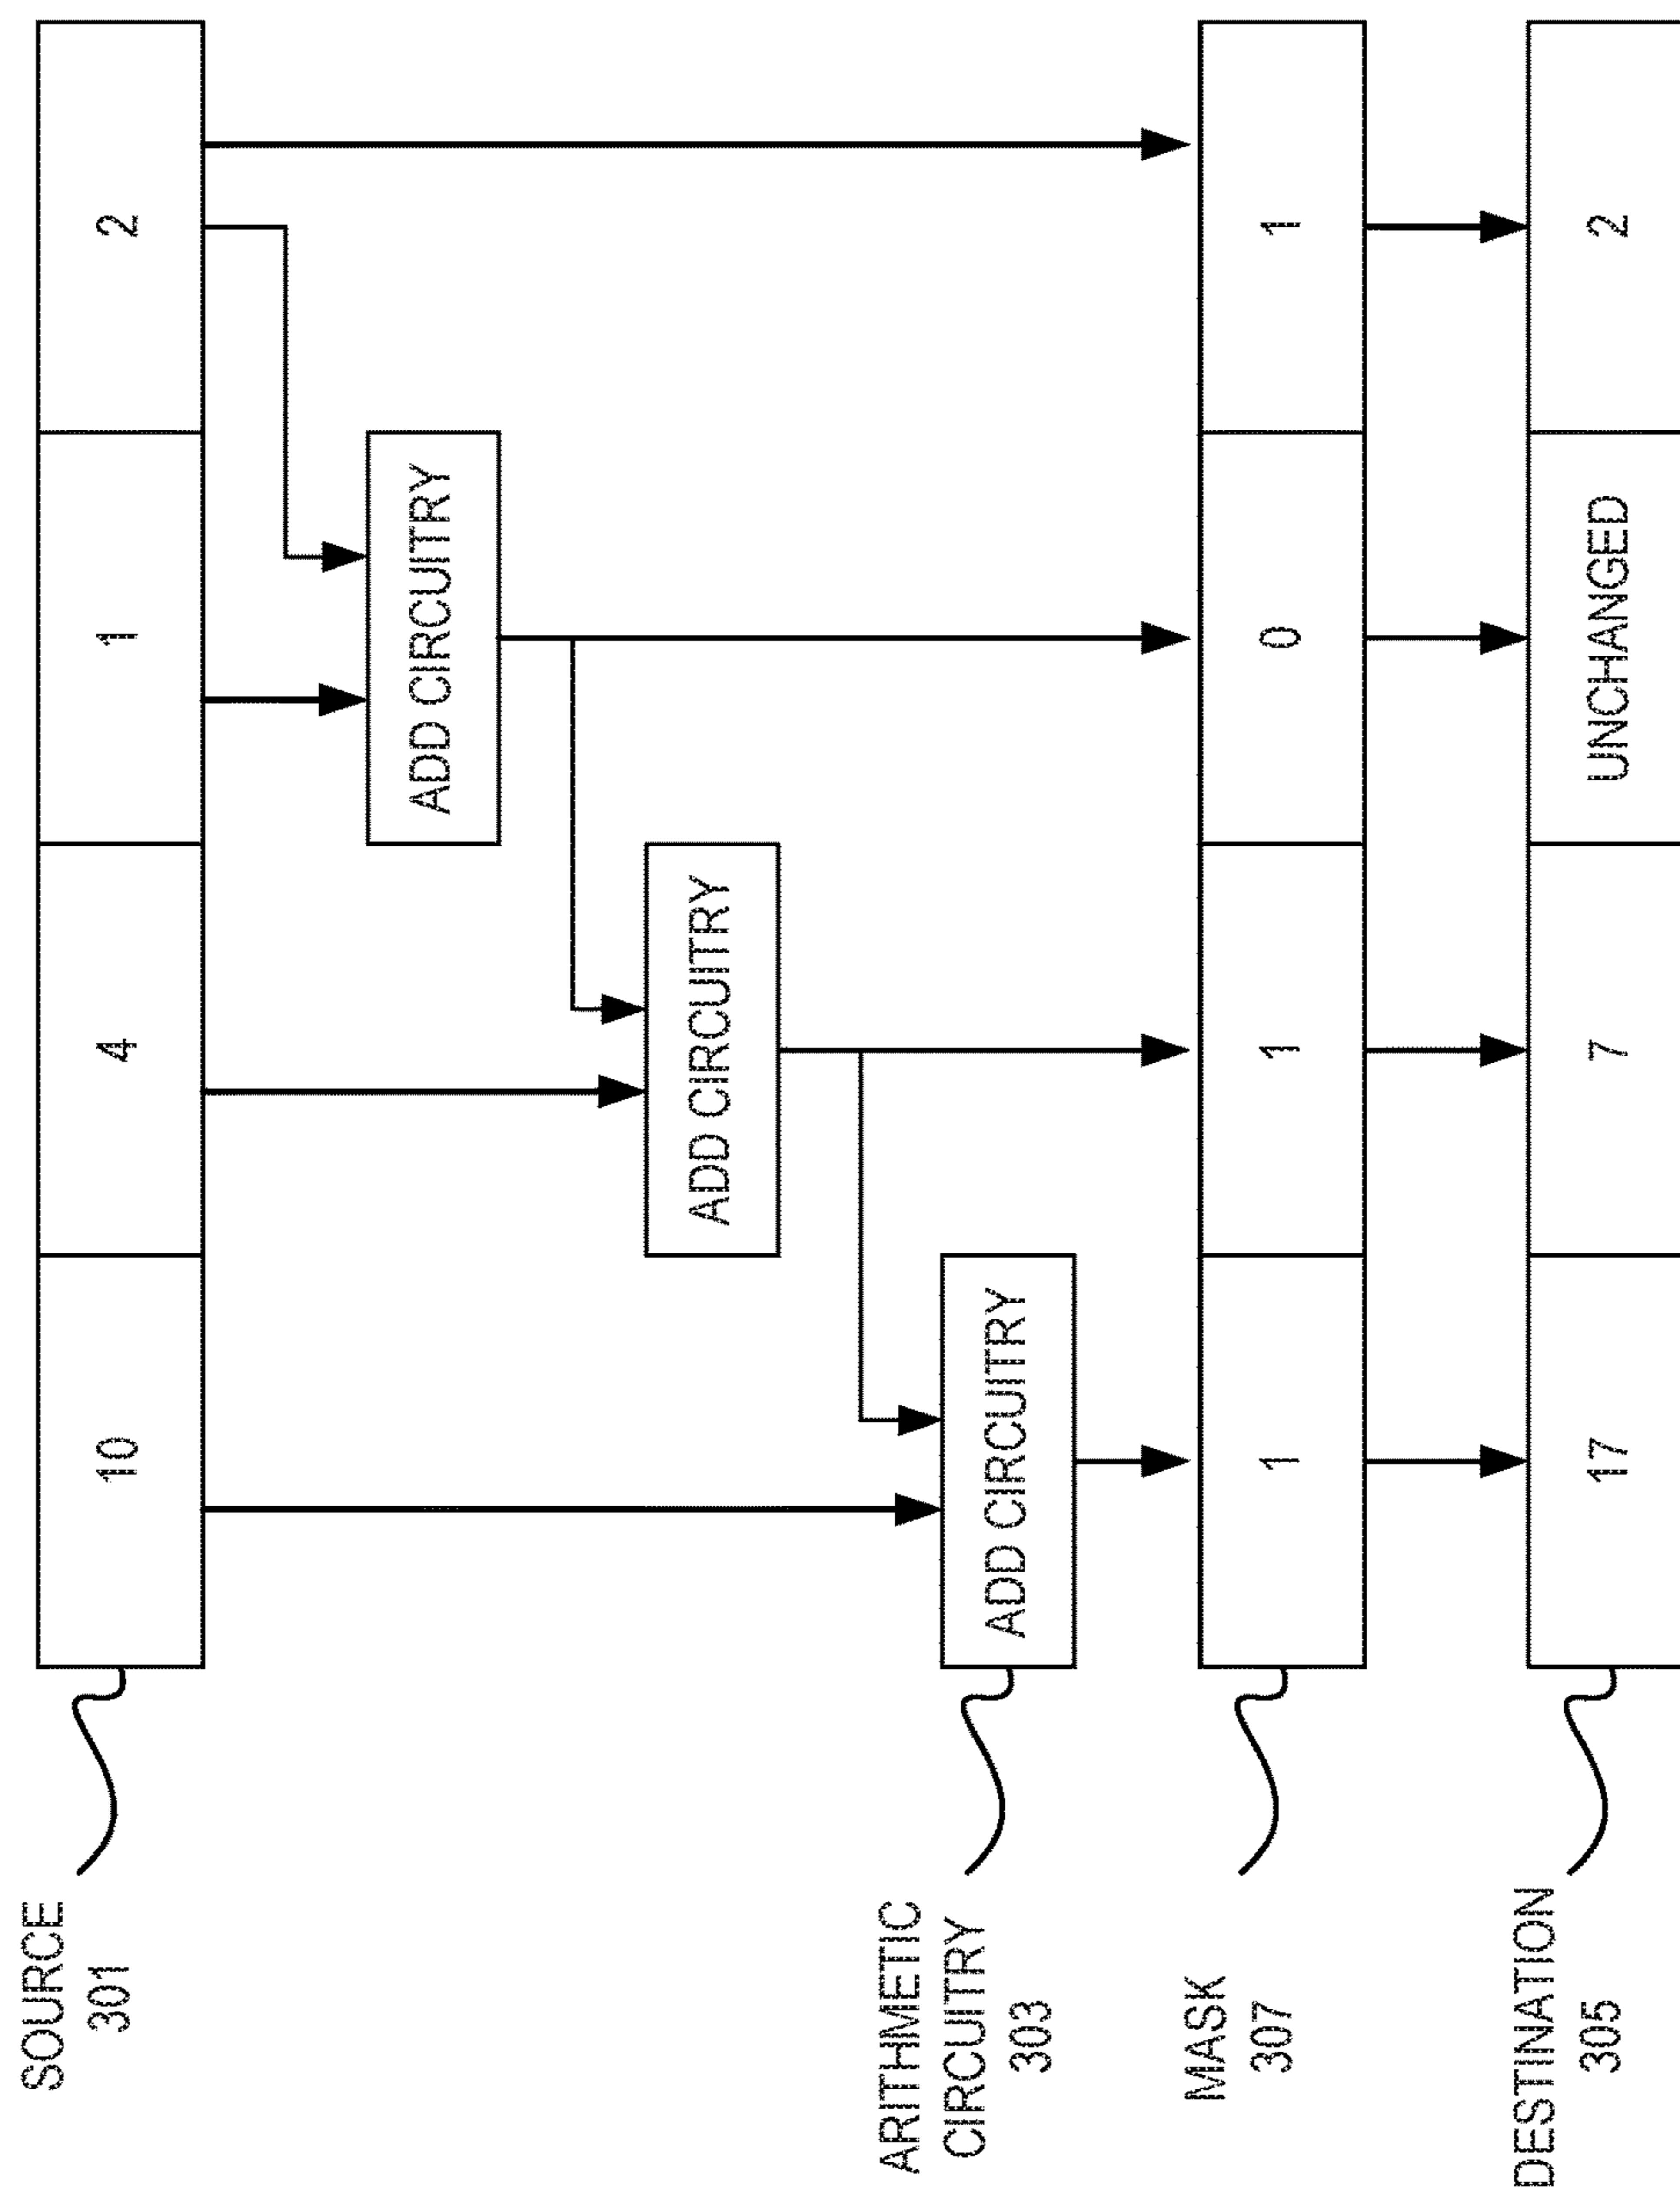 SOURCE
301
10
4
1
2
ADD CIRCUITRY
ADD CIRCUITRY
ARITHMETIC
CIRCUITRY
303
ADD CIRCUITRY
MASK
307
1
1
0
1
DESTINATION
305
17
7
UNCHANGED
2